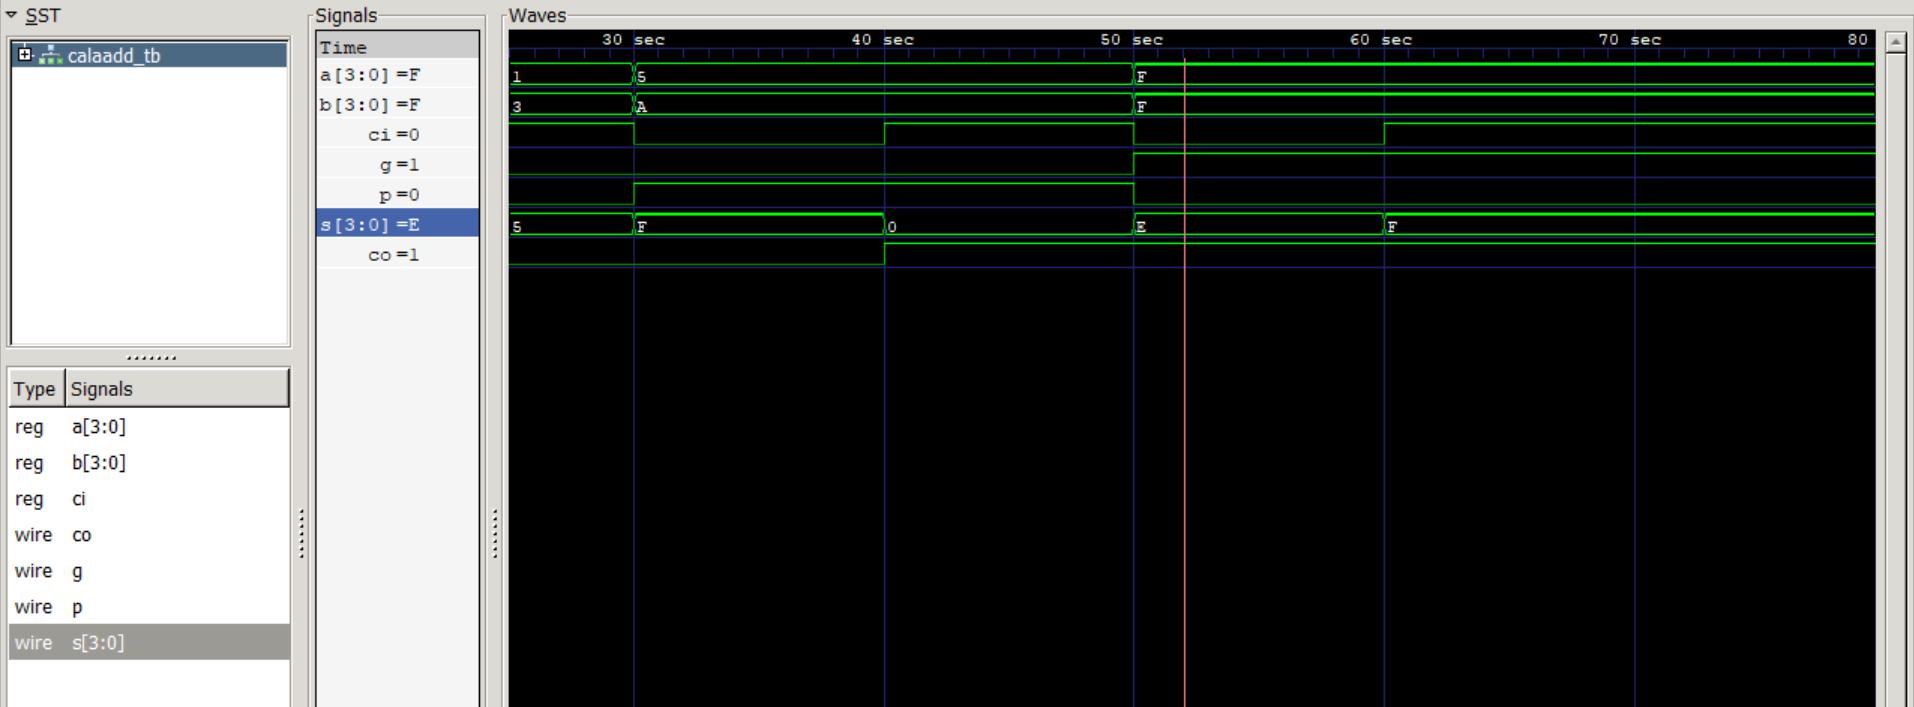 SST
calaadd_tb
Type Signals
reg a[3:0]
reg b[3:0]
reg ci
wire co
wire g
wire p
wire s[3:0]
Signals
Time
a[3:0] =F
b[3:0] =F
ci =0
g =1
p =0
s[3:0] =E
co =1
Waves
30 sec 40 sec 50 sec 60 sec 70 sec 80
1 5 F
3 A F
5 F 0 E F